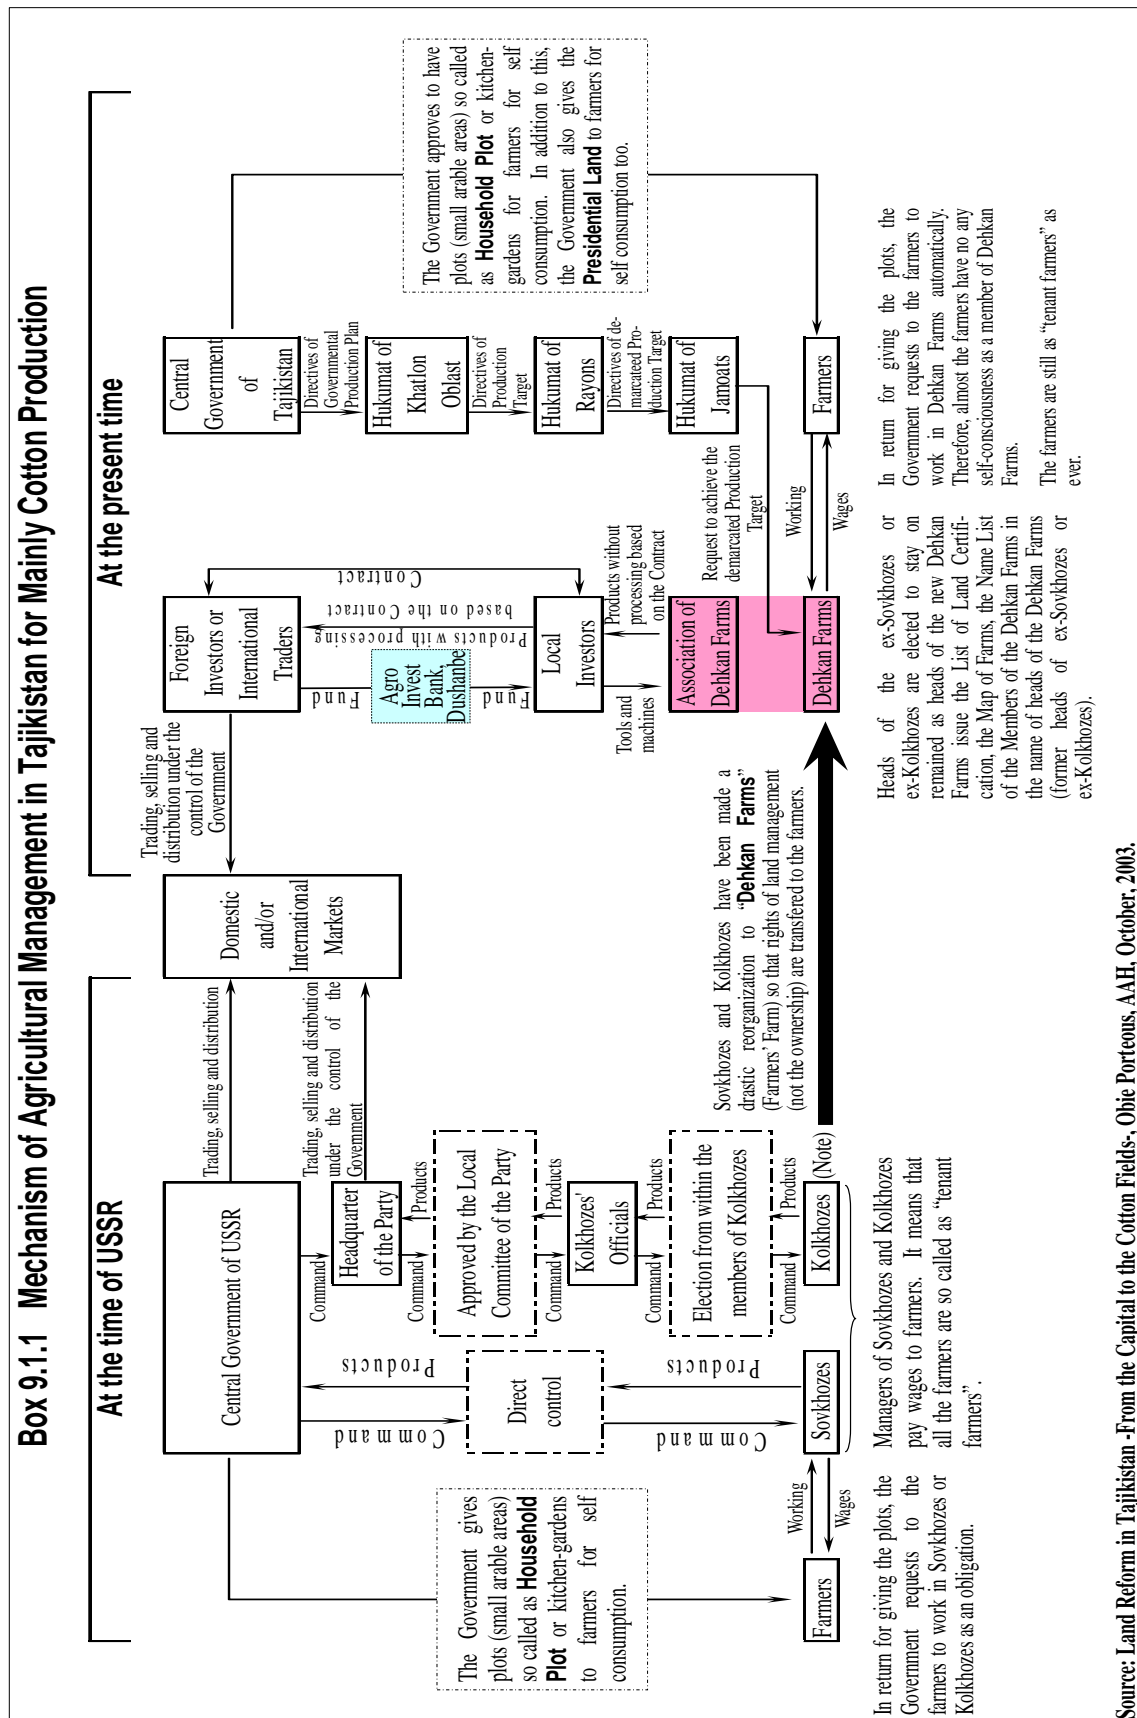 Box 9.1.1 Mechanism of Agricultural Management in Tajikistan for Mainly Cotton Production
At the time of USSR
At the present time
Central Government of USSR
Trading, selling and distribution
Trading, selling and distribution
under the control of the
Government
Domestic
and/or
International
Markets
Trading, selling and
distribution under the
control of the
Government
The Government gives
plots (small arable areas)
so called as Household
Plot or kitchen-gardens
to farmers for self
consumption.
Command
Products
Direct
control
Command
Products
Command
Headquarter
of the Party
Command
Products
Approved by the Local
Committee of the Party
Command
Products
Kolkhozes'
Officials
Command
Products
Election from within the
members of Kolkhozes
Command
Products
Farmers
Working
Wages
Sovkhozes
Kolkhozes
(Note)
In return for giving the plots, the
Government requests to the
farmers to work in Sovkhozes or
Kolkhozes as an obligation.
Managers of Sovkhozes and Kolkhozes
pay wages to farmers. It means that
all the farmers are so called as “tenant
farmers”.
Sovkhozes and Kolkhozes have been made a
drastic reorganization to “Dehkan Farms”
(Farmers’ Farm) so that rights of land management
(not the ownership) are transfered to the farmers.
Foreign
Investors or
International
Traders
Fund
Agro
Invest
Bank,
Dushanbe
Fund
Products with processing
based on the Contract
Contract
Local
Investors
Tools and
machines
Products without
processing based
on the Contract
Association of
Dehkan Farms
Dehkan Farms
Central
Government
of
Tajikistan
Directives of
Governmental
Production Plan
Hukumat of
Khatlon
Oblast
Directives of
Production
Target
Hukumat of
Rayons
Directives of de-
marcateed Pro-
duction Target
Hukumat of
Jamoats
Request to achieve the
demarcated Production
Target
Working
Wages
Farmers
The Government approves to have
plots (small arable areas) so called
as Household Plot or kitchen-
gardens for farmers for self
consumption. In addition to this,
the Government also gives the
Presidential Land to farmers for
self consumption too.
Heads of the ex-Sovkhozes or
ex-Kolkhozes are elected to stay on
remained as heads of the new Dehkan
Farms issue the List of Land Certifi-
cation, the Map of Farms, the Name List
of the Members of the Dehkan Farms in
the name of heads of the Dehkan Farms
(former heads of ex-Sovkhozes or
ex-Kolkhozes).
In return for giving the plots, the
Government requests to the farmers to
work in Dehkan Farms automatically.
Therefore, almost the farmers have no any
self-consciousness as a member of Dehkan
Farms.
The farmers are still as “tenant farmers” as
ever.
Source: Land Reform in Tajikistan -From the Capital to the Cotton Fields-, Obie Porteous, AAH, October, 2003.